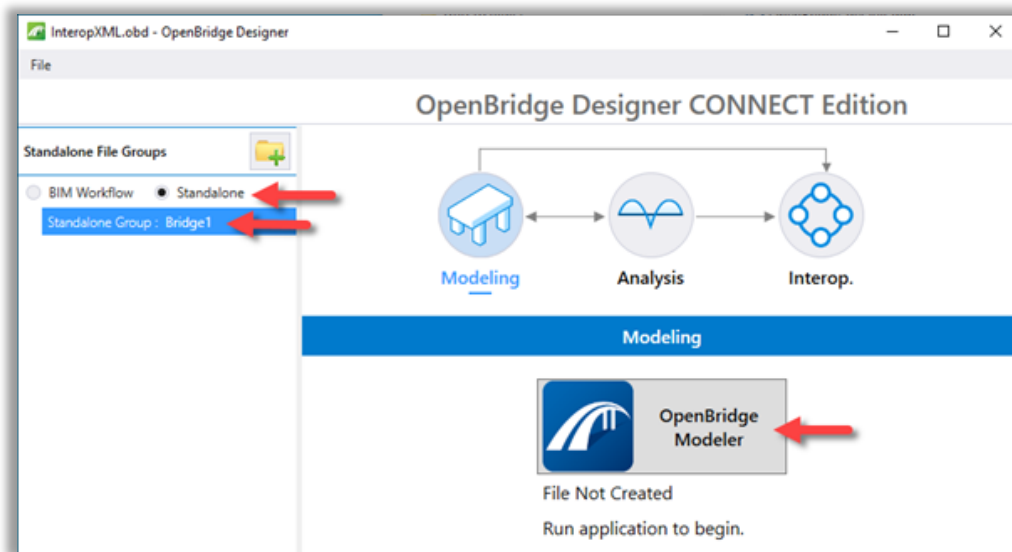 InteropXML.obd - OpenBridge Designer
File
OpenBridge Designer CONNECT Edition
Standalone File Groups
BIM Workflow Standalone
Standalone Group : Bridge1
Modeling Analysis Interop.
Modeling
OpenBridge
Modeler
File Not Created
Run application to begin.